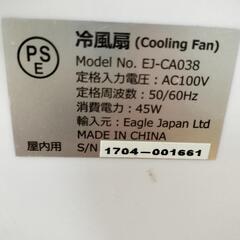 PS
E
冷風扇 (Cooling Fan)
Model No. EJ-CA038
定格入力電圧：AC100V
定格周波数：50/60Hz
消費電力：45W
輸入元：Eagle Japan Ltd
MADE IN CHINA
屋内用
S/N 1704-001661